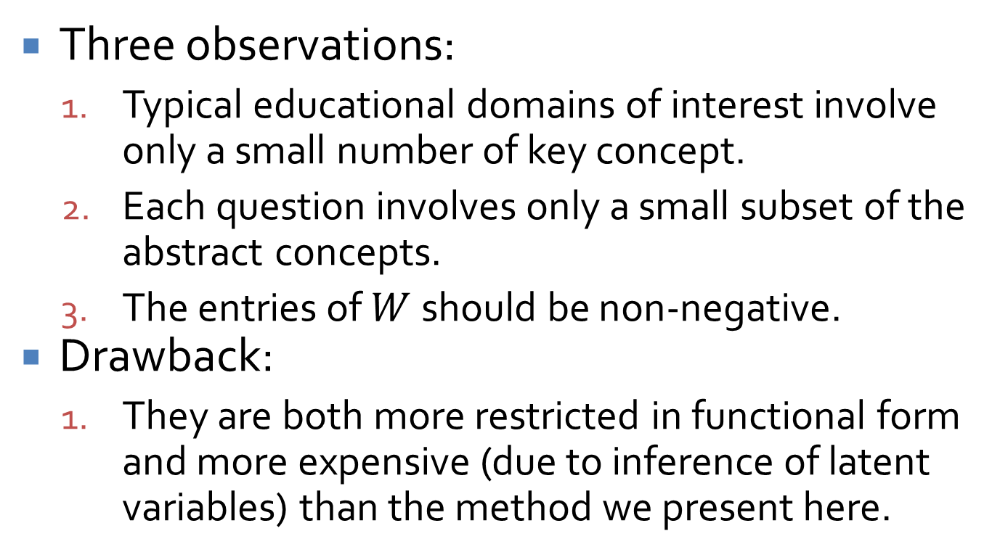 Three observations:
1. Typical educational domains of interest involve
only a small number of key concept.
2. Each question involves only a small subset of the
abstract concepts.
3. The entries of W should be non-negative.
Drawback:
1. They are both more restricted in functional form
and more expensive (due to inference of latent
variables) than the method we present here.